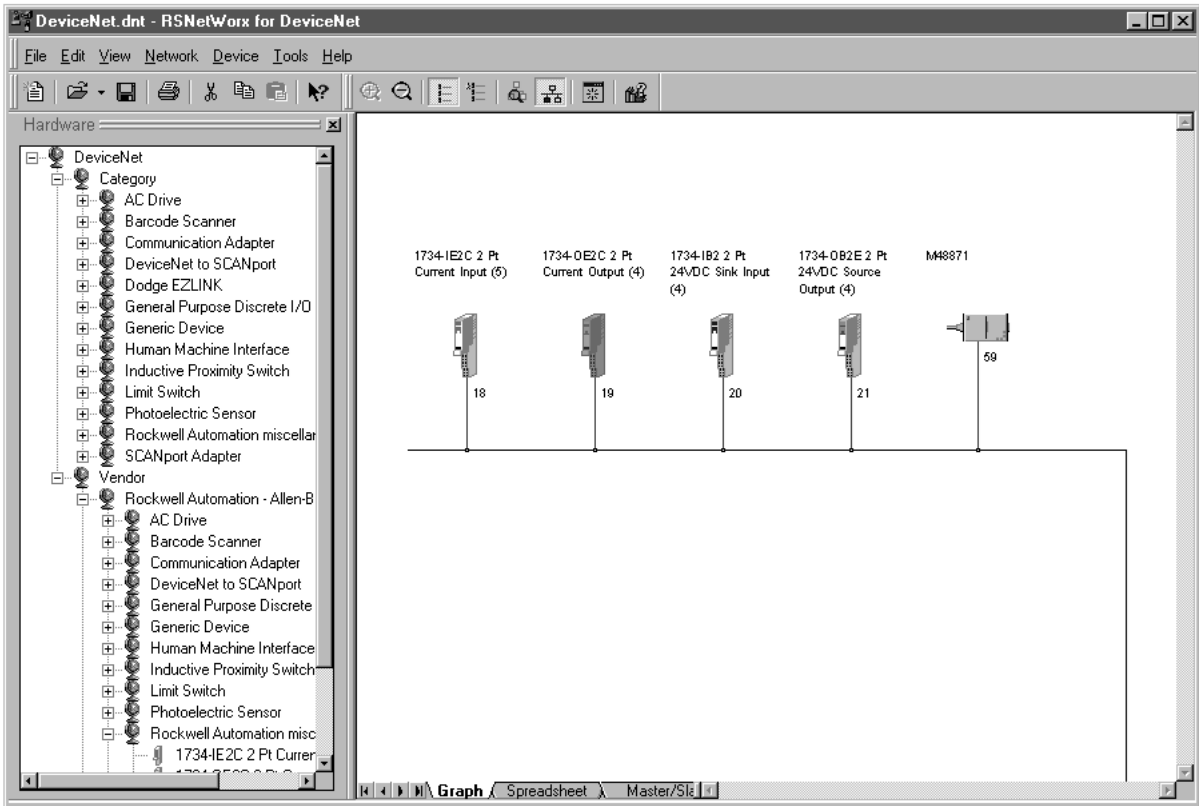 DeviceNet.dnt - RSNetWorx for DeviceNet
File Edit View Network Device Tools Help
Hardware
DeviceNet
Category
AC Drive
Barcode Scanner
Communication Adapter
DeviceNet to SCANport
Dodge EZLINK
General Purpose Discrete I/O
Generic Device
Human Machine Interface
Inductive Proximity Switch
Limit Switch
Photoelectric Sensor
Rockwell Automation miscellar
SCANport Adapter
Vendor
Rockwell Automation - Allen-B
AC Drive
Barcode Scanner
Communication Adapter
DeviceNet to SCANport
General Purpose Discrete
Generic Device
Human Machine Interface
Inductive Proximity Switch
Limit Switch
Photoelectric Sensor
Rockwell Automation misc
1734-IE2C 2 Pt Currer
1734-IE2C 2 Pt
Current Input (5)
18
1734-OE2C 2 Pt
Current Output (4)
19
1734-IB2 2 Pt
24VDC Sink Input
(4)
20
1734-OB2E 2 Pt
24VDC Source
Output (4)
21
M48871
59
Graph Spreadsheet Master/Sla